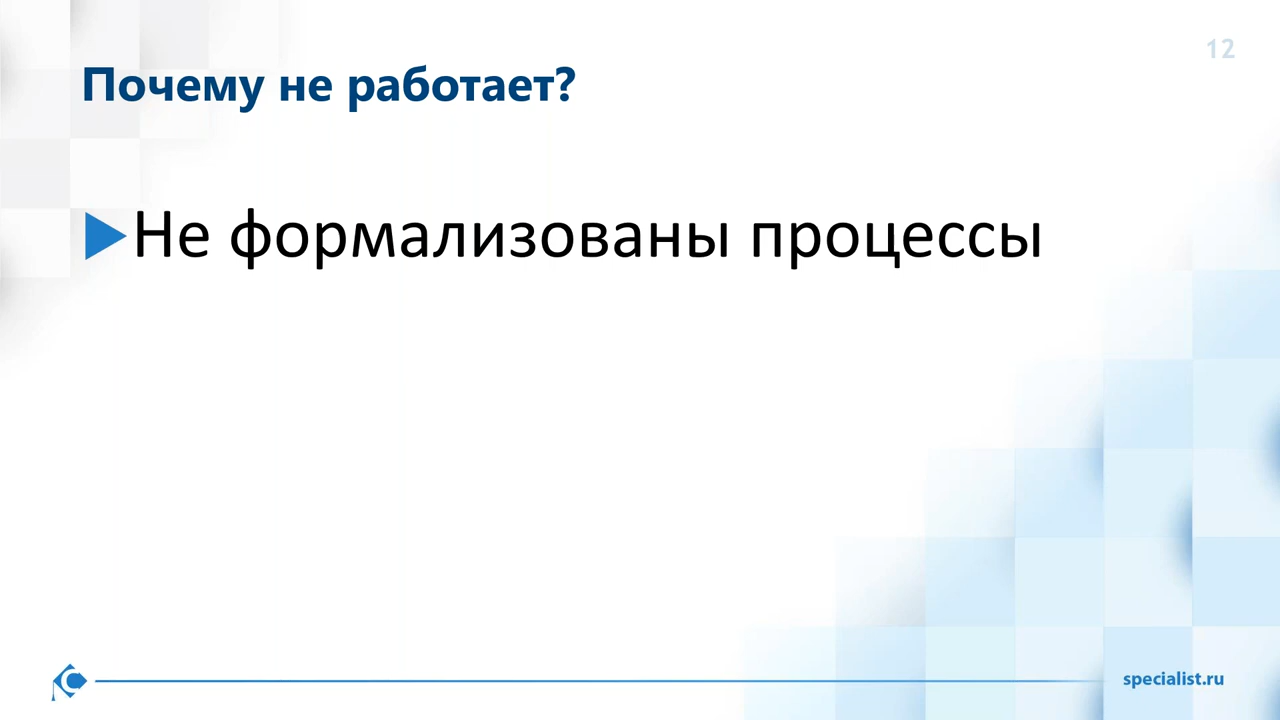 12
Почему не работает?
Не формализованы процессы
specialist.ru